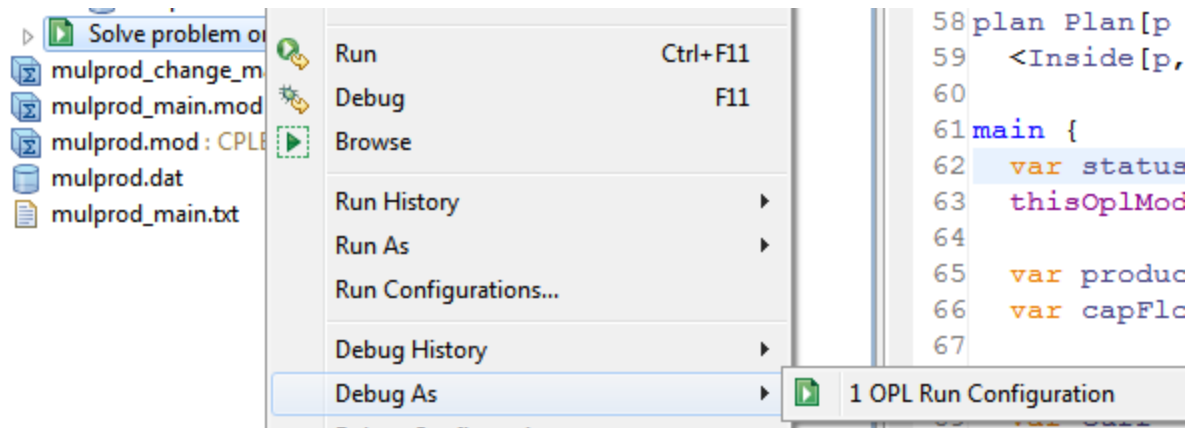 Solve problem
mulprod_change_m
mulprod_main.mod
mulprod.mod : CPL
mulprod.dat
mulprod_main.txt
Run Ctrl+F11
Debug F11
Browse
Run History
Run As
Run Configurations...
Debug History
Debug As
1 OPL Run Configuration
58 plan Plan[p
59 <Inside[p,
60
61 main {
62 var status
63 thisOplMod
64
65 var produc
66 var capFlo
67